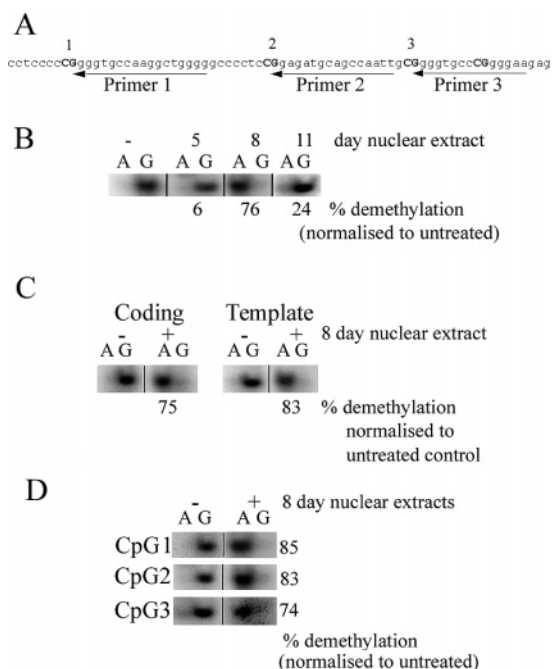 A
1 2 3
cctccccCGgggtgccaaggctgggggcccctcCGgagatgcagccaattgCGgggtgccCGgggaagag
Primer 1 Primer 2 Primer 3
B
- 5 8 11 day nuclear extract
A G A G A G A G
6 76 24 % demethylation
(normalised to untreated)
C
Coding Template
- + - + 8 day nuclear extract
A G A G A G A G
75 83 % demethylation
normalised to
untreated control
D
- + 8 day nuclear extracts
A G A G
CpG1 85
CpG2 83
CpG3 74
% demethylation
(normalised to untreated)